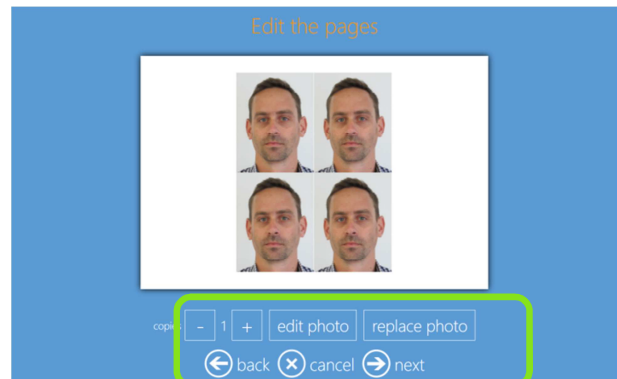 Edit the pages
copies - 1 + edit photo replace photo
back cancel next